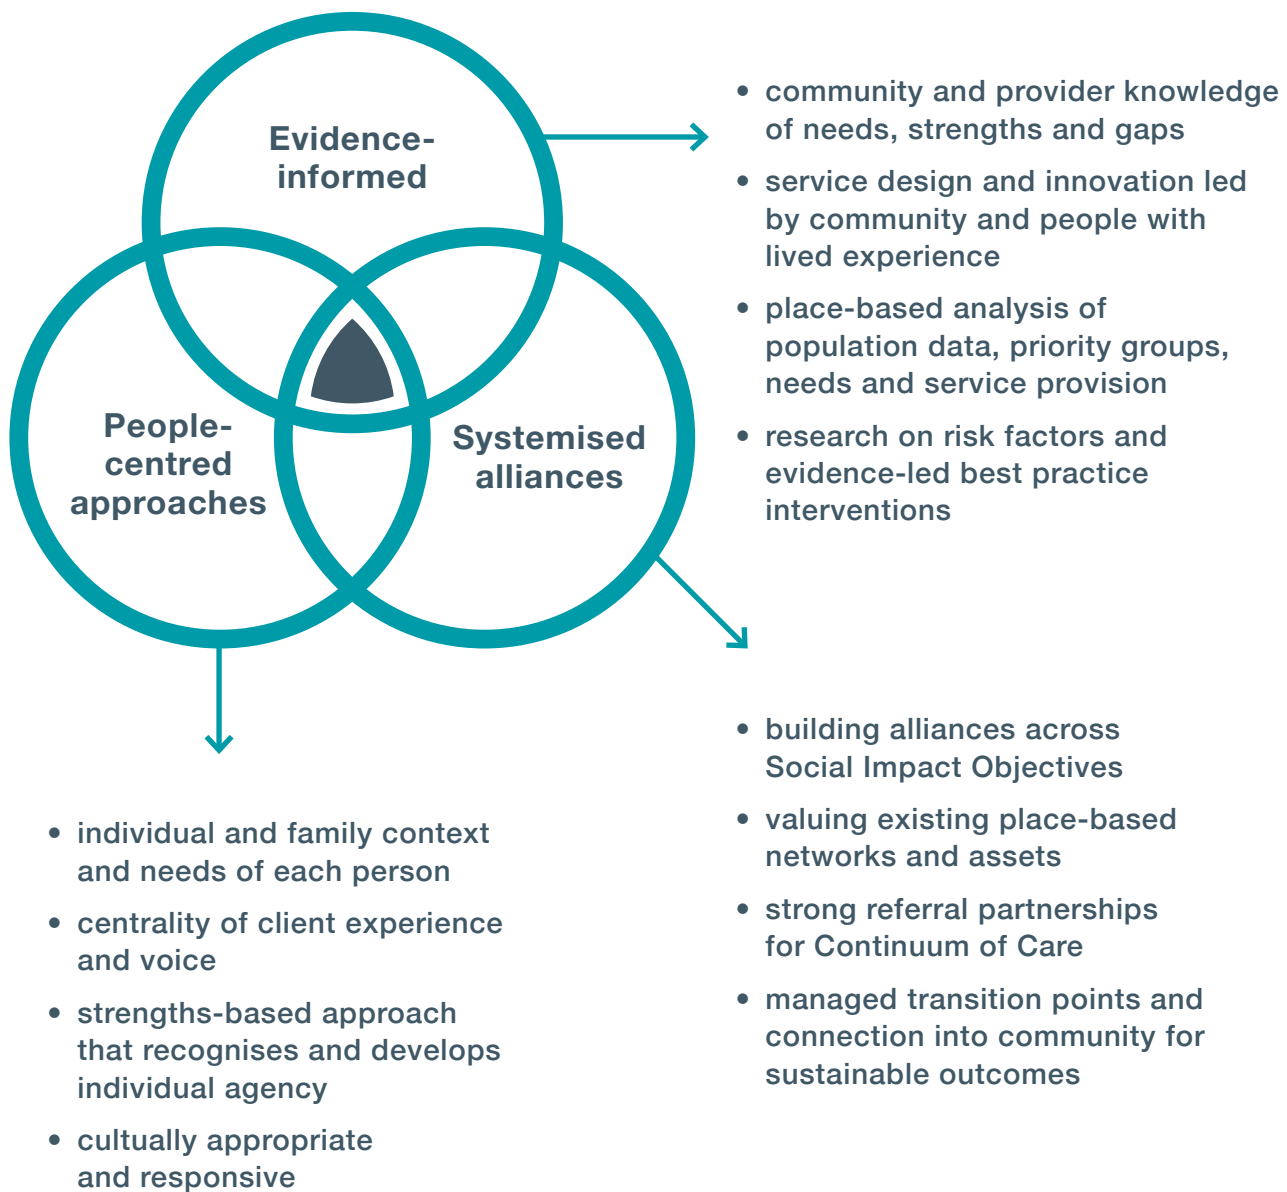 Evidence-
informed
People-
centred
approaches
Systemised
alliances
• community and provider knowledge
of needs, strengths and gaps
• service design and innovation led
by community and people with
lived experience
• place-based analysis of
population data, priority groups,
needs and service provision
• research on risk factors and
evidence-led best practice
interventions
• building alliances across
Social Impact Objectives
• valuing existing place-based
networks and assets
• strong referral partnerships
for Continuum of Care
• managed transition points and
connection into community for
sustainable outcomes
• individual and family context
and needs of each person
• centrality of client experience
and voice
• strengths-based approach
that recognises and develops
individual agency
• cultually appropriate
and responsive